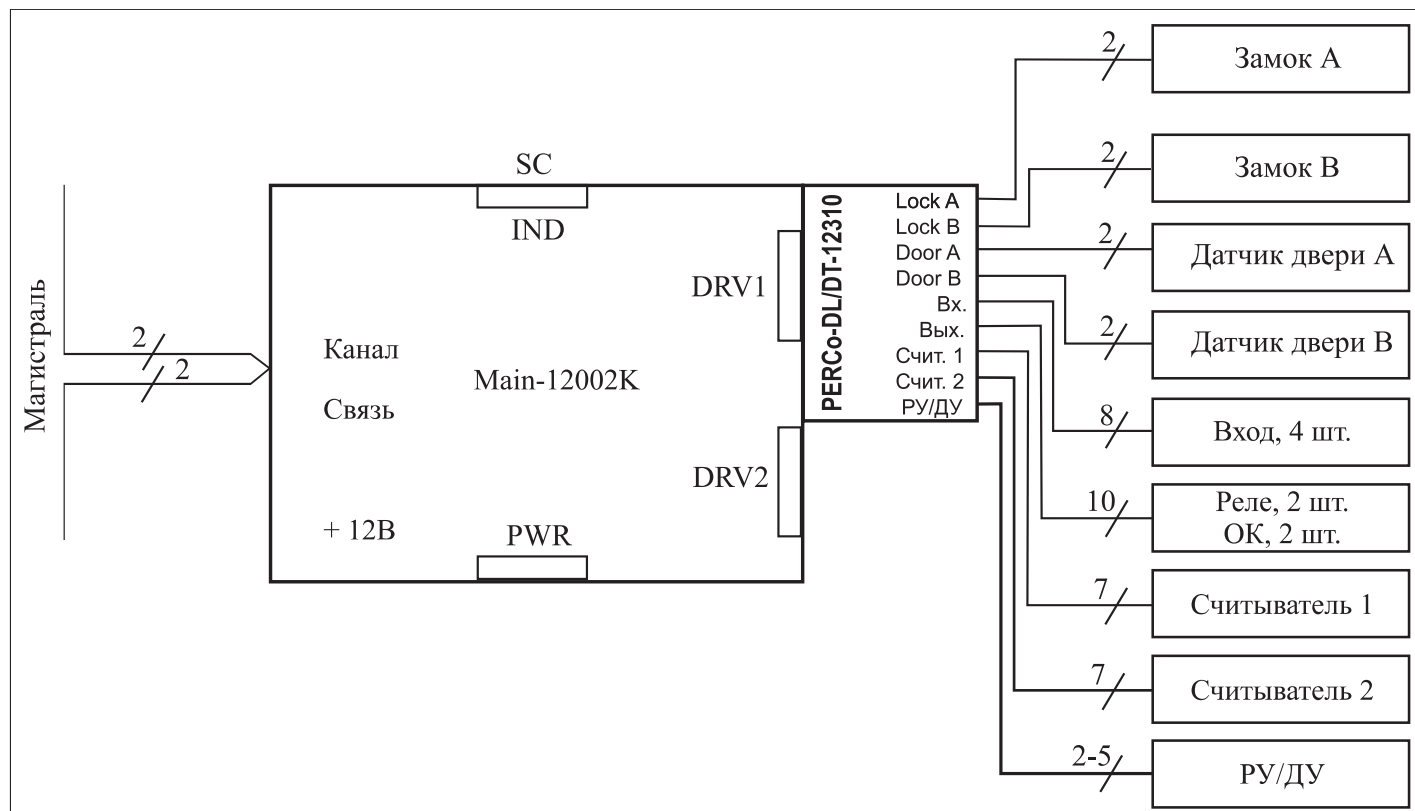 Магистраль
2
2
SC
IND
Канал
Связь
Main-12002K
+ 12В
PWR
DRV1
DRV2
PERCo-DL/DT-12310
Lock A
Lock B
Door A
Door B
Вх.
Вых.
Счит. 1
Счит. 2
РУ/ДУ
2
Замок А
2
Замок В
2
Датчик двери А
2
Датчик двери В
8
Вход, 4 шт.
10
Реле, 2 шт.
ОК, 2 шт.
7
Считыватель 1
7
Считыватель 2
2-5
РУ/ДУ